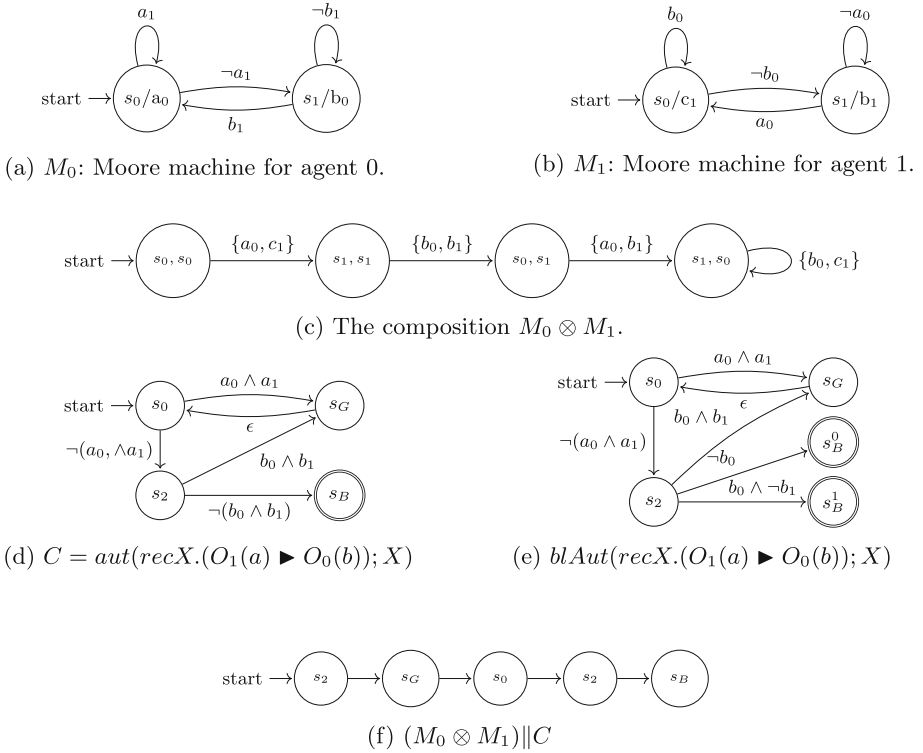 a₁ ¬b₁ b₀ ¬a₀
¬a₁ ¬b₀
start s₀/a₀ s₁/b₀ start s₀/c₁ s₁/b₁
b₁ a₀
(a) M₀: Moore machine for agent 0. (b) M₁: Moore machine for agent 1.
{a₀, c₁} {b₀, b₁} {a₀, b₁}
start s₀, s₀ s₁, s₁ s₀, s₁ s₁, s₀ {b₀, c₁}
(c) The composition M₀ ⊗ M₁.
a₀ ∧ a₁
start s₀ s_G
ϵ
¬(a₀, ∧a₁)
b₀ ∧ b₁
s₂ s_B
¬(b₀ ∧ b₁)
(d) C = aut(recX.(O₁(a) ► O₀(b)); X)
a₀ ∧ a₁
start s₀ s_G
ϵ
b₀ ∧ b₁
¬(a₀ ∧ a₁) s_B⁰
¬b₀
b₀ ∧ ¬b₁
s₂ s_B¹
(e) blAut(recX.(O₁(a) ► O₀(b)); X)
start s₂ s_G s₀ s₂ s_B
(f) (M₀ ⊗ M₁)∥C